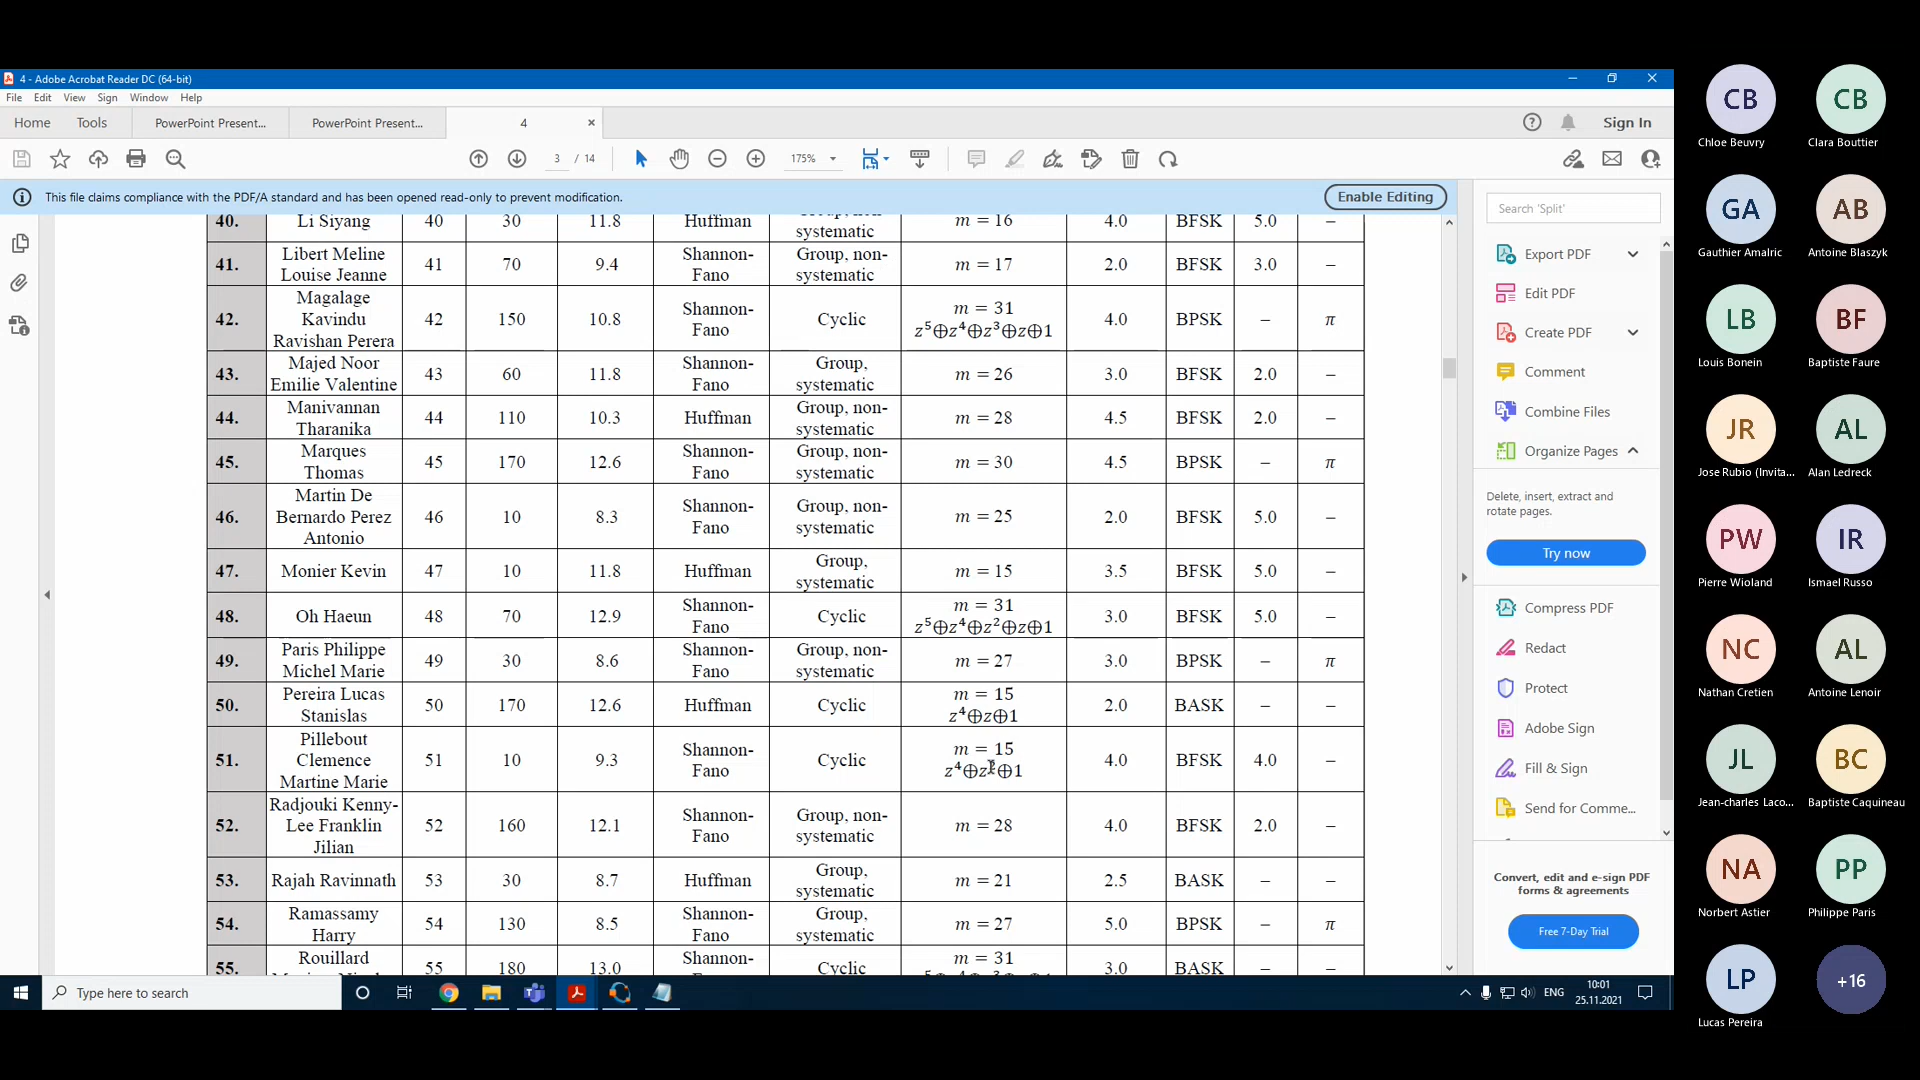 4 - Adobe Acrobat Reader DC (64-bit)
File Edit View Sign Window Help
Home Tools PowerPoint Present... PowerPoint Present... 4 × Sign In
3 / 14 175%
This file claims compliance with the PDF/A standard and has been opened read-only to prevent modification. Enable Editing
40. Li Siyang 40 30 11.8 Huffman systematic m = 16 4.0 BFSK 5.0 –
41. Libert Meline Louise Jeanne 41 70 9.4 Shannon-Fano Group, non-systematic m = 17 2.0 BFSK 3.0 –
42. Magalage Kavindu Ravishan Perera 42 150 10.8 Shannon-Fano Cyclic m = 31 z⁵⊕z⁴⊕z³⊕z⊕1 4.0 BPSK – π
43. Majed Noor Emilie Valentine 43 60 11.8 Shannon-Fano Group, systematic m = 26 3.0 BFSK 2.0 –
44. Manivannan Tharanika 44 110 10.3 Huffman Group, non-systematic m = 28 4.5 BFSK 2.0 –
45. Marques Thomas 45 170 12.6 Shannon-Fano Group, non-systematic m = 30 4.5 BPSK – π
46. Martin De Bernardo Perez Antonio 46 10 8.3 Shannon-Fano Group, non-systematic m = 25 2.0 BFSK 5.0 –
47. Monier Kevin 47 10 11.8 Huffman Group, systematic m = 15 3.5 BFSK 5.0 –
48. Oh Haeun 48 70 12.9 Shannon-Fano Cyclic m = 31 z⁵⊕z⁴⊕z²⊕z⊕1 3.0 BFSK 5.0 –
49. Paris Philippe Michel Marie 49 30 8.6 Shannon-Fano Group, non-systematic m = 27 3.0 BPSK – π
50. Pereira Lucas Stanislas 50 170 12.6 Huffman Cyclic m = 15 z⁴⊕z⊕1 2.0 BASK – –
51. Pillebout Clemence Martine Marie 51 10 9.3 Shannon-Fano Cyclic m = 15 z⁴⊕z⊕1 4.0 BFSK 4.0 –
52. Radjouki Kenny-Lee Franklin Jilian 52 160 12.1 Shannon-Fano Group, non-systematic m = 28 4.0 BFSK 2.0 –
53. Rajah Ravinnath 53 30 8.7 Huffman Group, systematic m = 21 2.5 BASK – –
54. Ramassamy Harry 54 130 8.5 Shannon-Fano Group, systematic m = 27 5.0 BPSK – π
55. Rouillard 55 180 13.0 Shannon- Cyclic m = 31 3.0 BASK – –
Search 'Split'
Export PDF
Edit PDF
Create PDF
Comment
Combine Files
Organize Pages
Delete, insert, extract and
rotate pages.
Try now
Compress PDF
Redact
Protect
Adobe Sign
Fill & Sign
Send for Comme...
Convert, edit and e-sign PDF
forms & agreements
Free 7-Day Trial
Type here to search
ENG
10:01
25.11.2021
CB CB
Chloe Beuvry Clara Bouttier
GA AB
Gauthier Amalric Antoine Blaszyk
LB BF
Louis Bonein Baptiste Faure
JR AL
Jose Rubio (Invita... Alan Ledreck
PW IR
Pierre Wioland Ismael Russo
NC AL
Nathan Cretien Antoine Lenoir
JL BC
Jean-charles Laco... Baptiste Caquineau
NA PP
Norbert Astier Philippe Paris
LP +16
Lucas Pereira